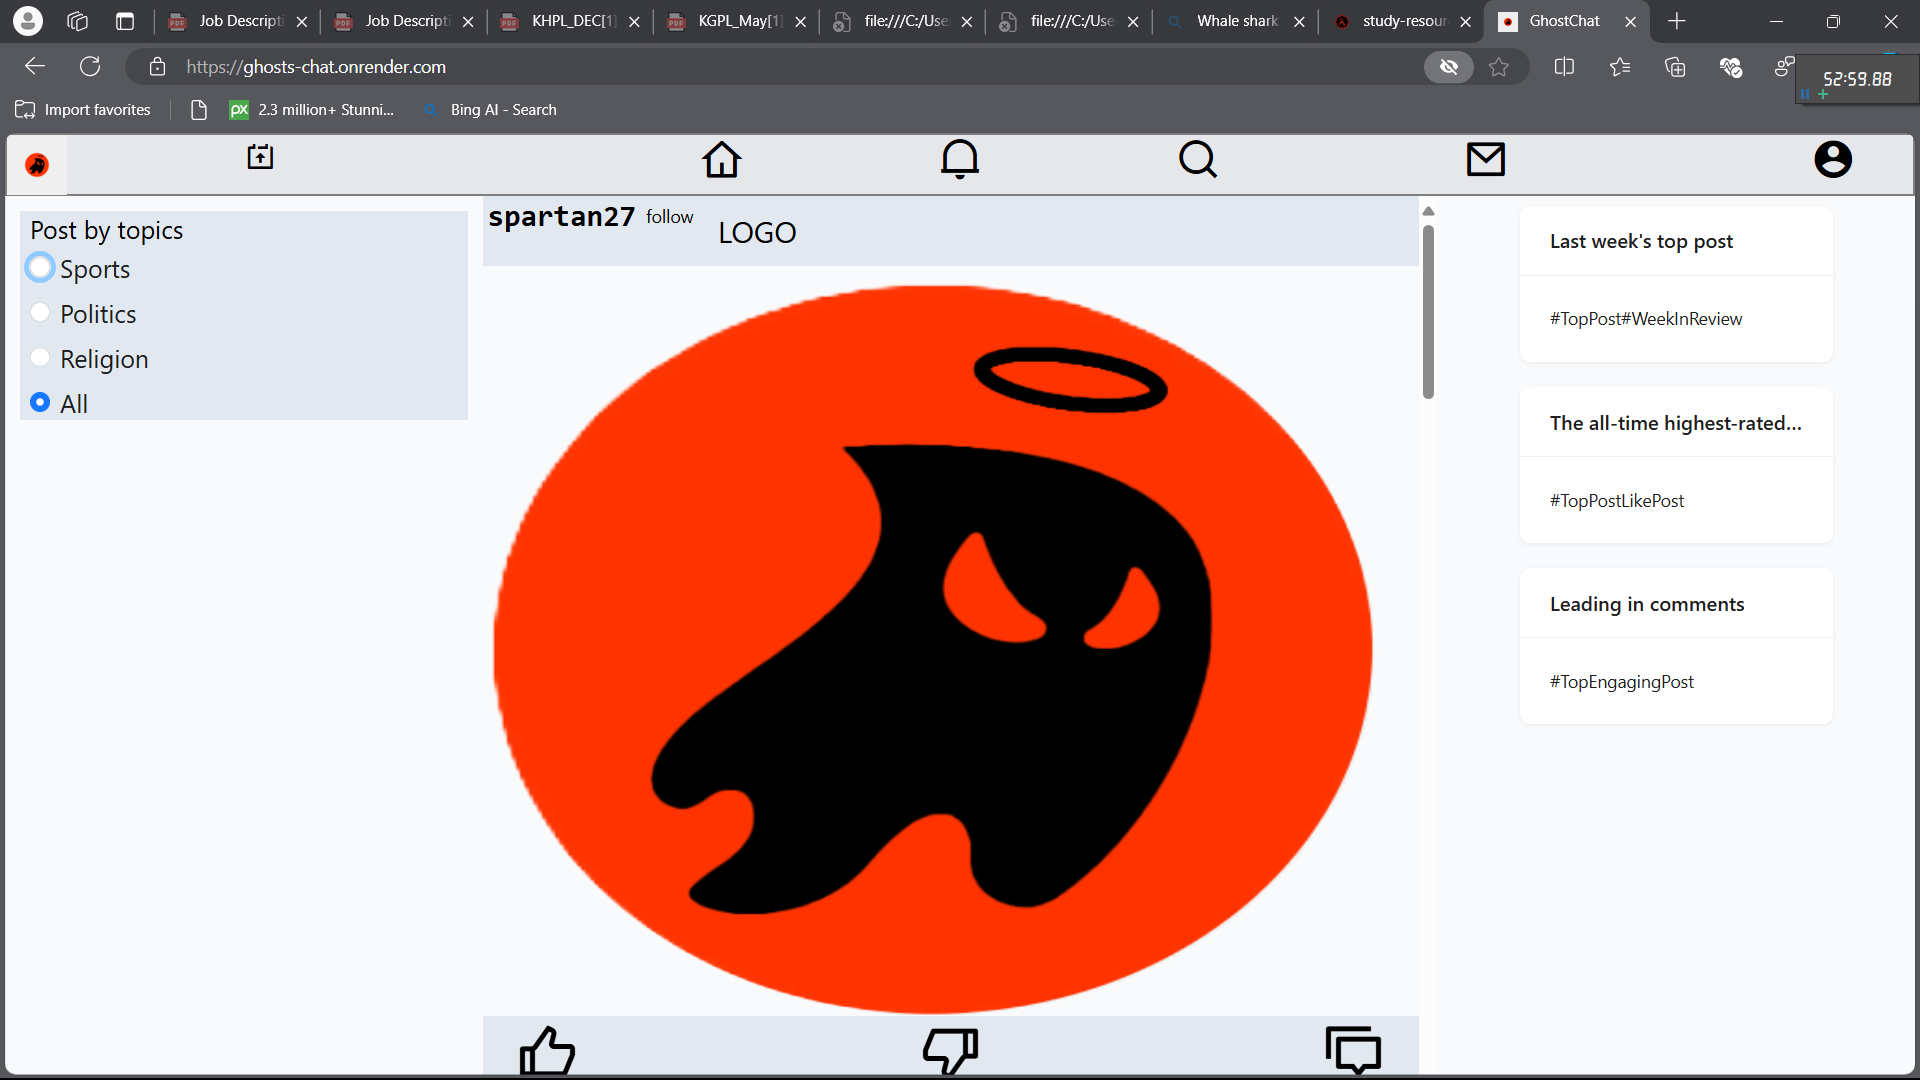 Job Descripti
Job Descripti
KHPL_DEC[1]
KGPL_May[1]
file:///C:/Use
file:///C:/Use
Whale shark
study-resour
GhostChat
https://ghosts-chat.onrender.com
52:59.88
Import favorites
px
2.3 million+ Stunni...
Bing AI - Search
Post by topics
Sports
Politics
Religion
All
spartan27 follow LOGO
Last week's top post
#TopPost#WeekInReview
The all-time highest-rated...
#TopPostLikePost
Leading in comments
#TopEngagingPost